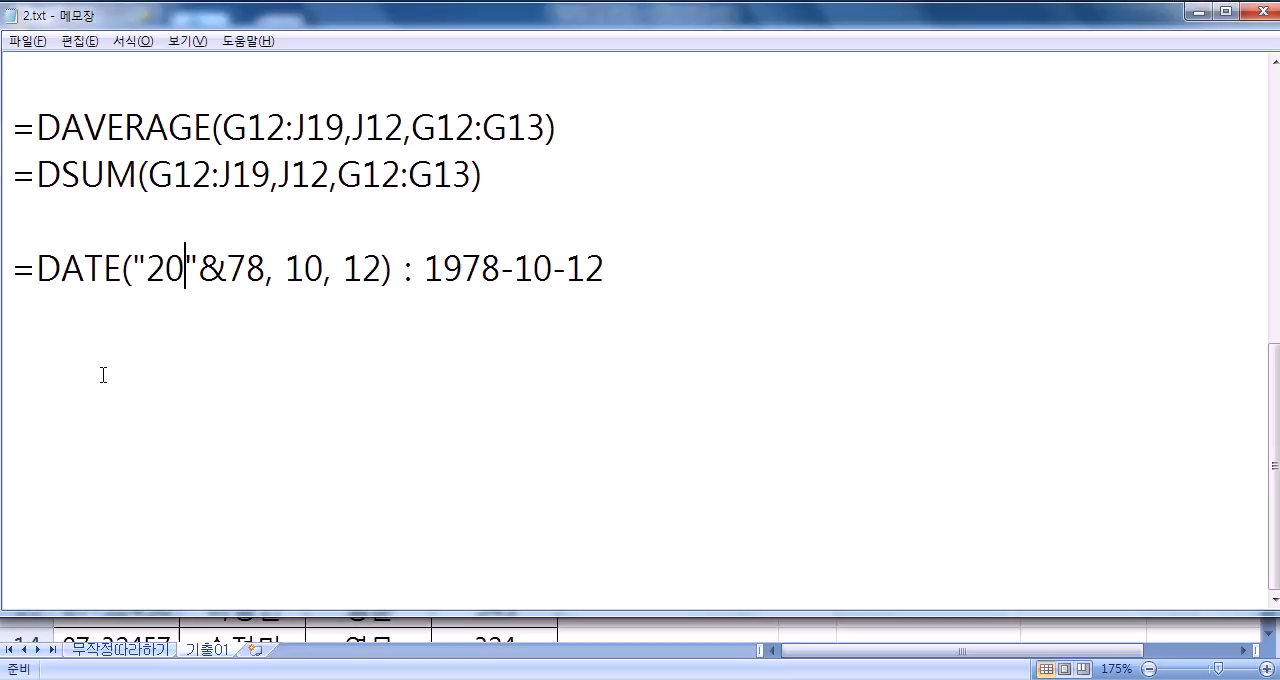 2.txt - 메모장
파일(F) 편집(E) 서식(O) 보기(V) 도움말(H)
=DAVERAGE(G12:J19,J12,G12:G13)
=DSUM(G12:J19,J12,G12:G13)
=DATE("20"&78, 10, 12) : 1978-10-12
무작정따라하기 기출01
준비 175%